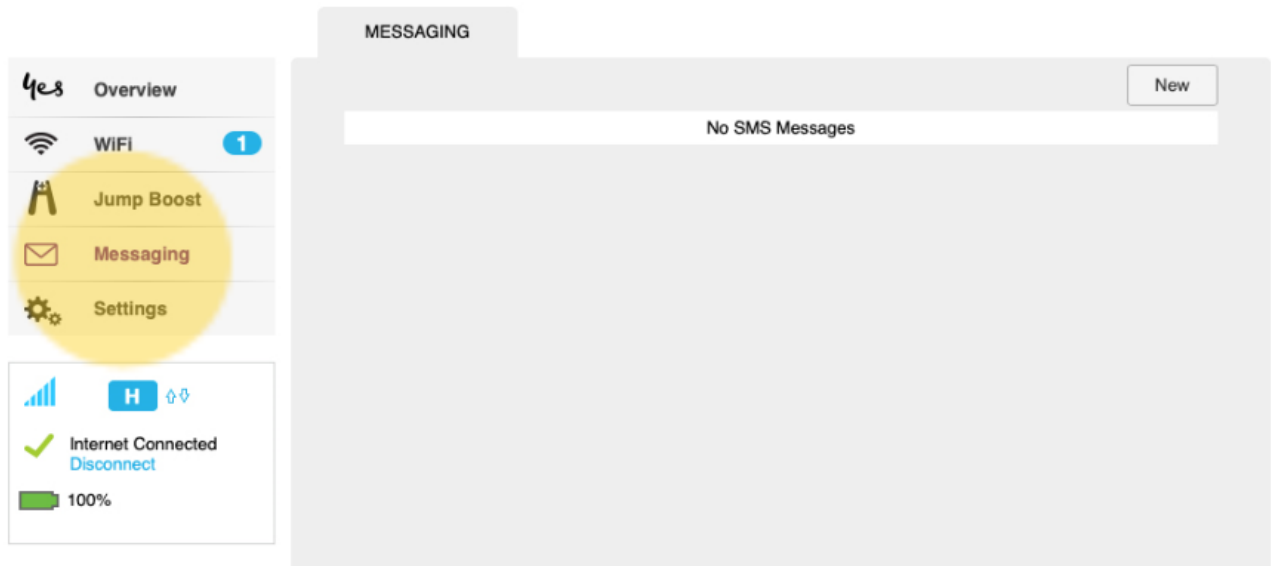 MESSAGING
yes Overview
WiFi 1
Jump Boost
Messaging
Settings
New
No SMS Messages
H
Internet Connected
Disconnect
100%